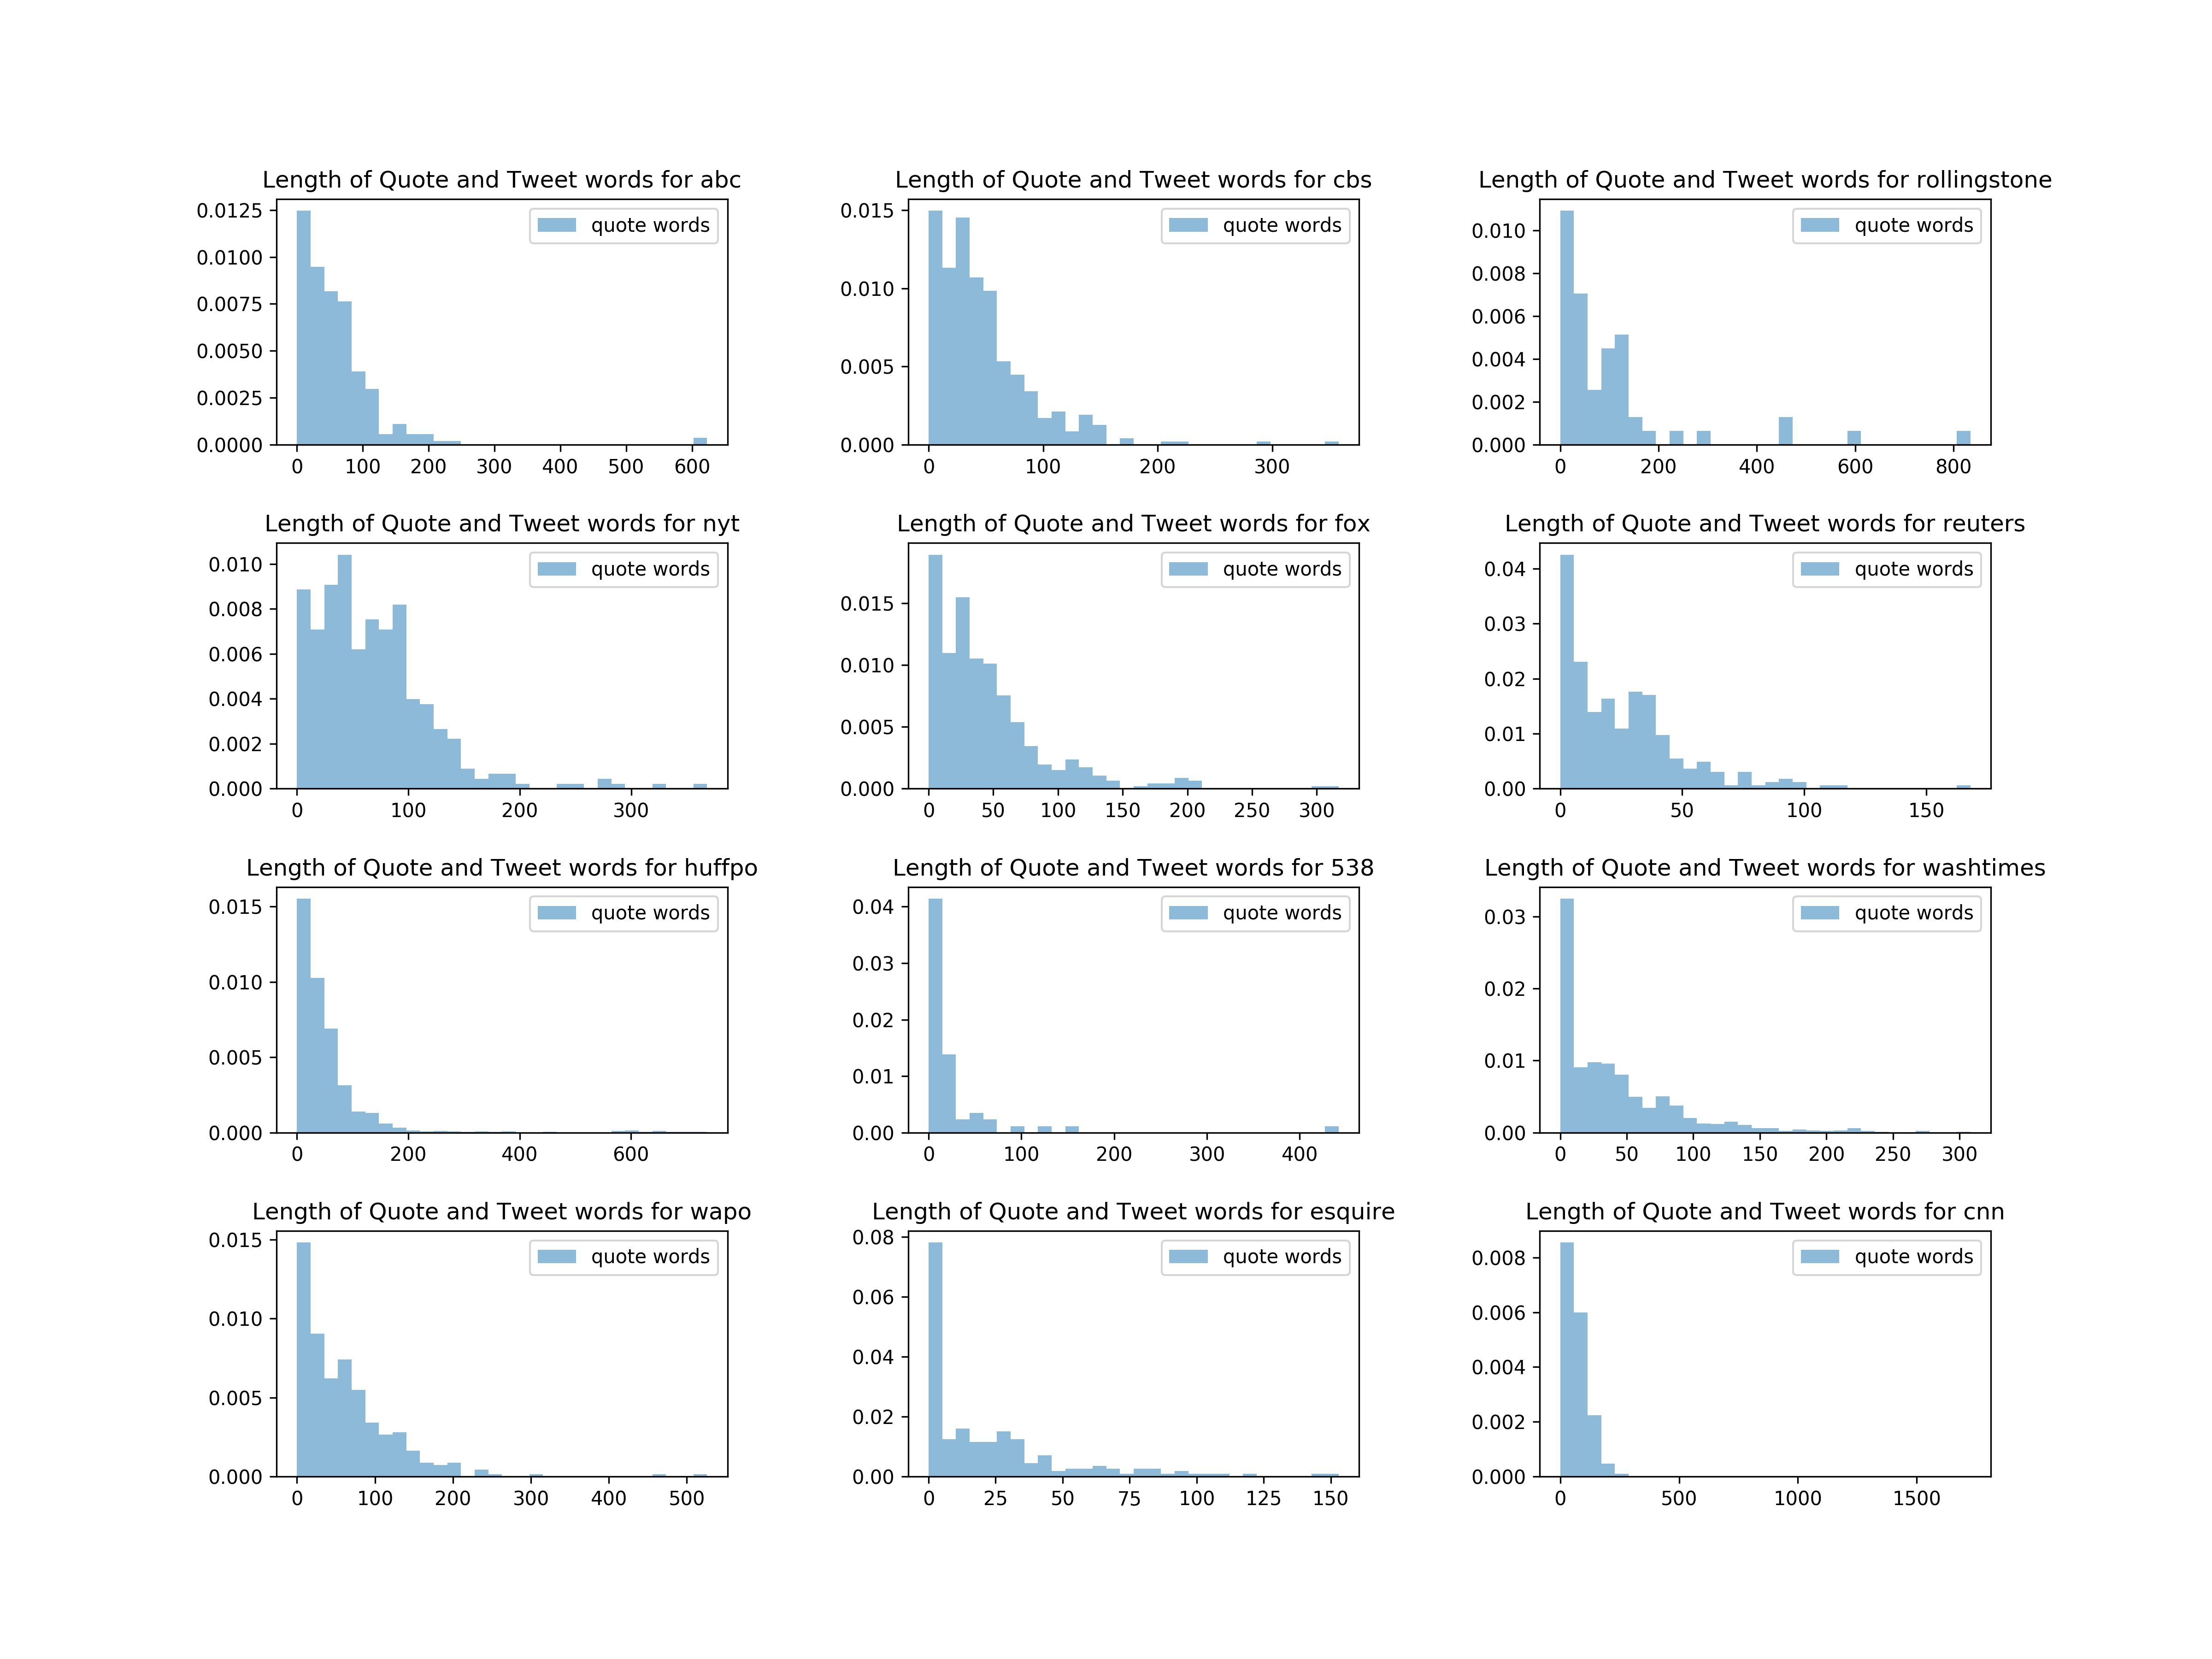 Length of Quote and Tweet words for abc
quote words
0.0125
0.0100
0.0075
0.0050
0.0025
0.0000
0 100 200 300 400 500 600
Length of Quote and Tweet words for cbs
quote words
0.015
0.010
0.005
0.000
0 100 200 300
Length of Quote and Tweet words for rollingstone
quote words
0.010
0.008
0.006
0.004
0.002
0.000
0 200 400 600 800
Length of Quote and Tweet words for nyt
quote words
0.010
0.008
0.006
0.004
0.002
0.000
0 100 200 300
Length of Quote and Tweet words for fox
quote words
0.015
0.010
0.005
0.000
0 50 100 150 200 250 300
Length of Quote and Tweet words for reuters
quote words
0.04
0.03
0.02
0.01
0.00
0 50 100 150
Length of Quote and Tweet words for huffpo
quote words
0.015
0.010
0.005
0.000
0 200 400 600
Length of Quote and Tweet words for 538
quote words
0.04
0.03
0.02
0.01
0.00
0 100 200 300 400
Length of Quote and Tweet words for washtimes
quote words
0.03
0.02
0.01
0.00
0 50 100 150 200 250 300
Length of Quote and Tweet words for wapo
quote words
0.015
0.010
0.005
0.000
0 100 200 300 400 500
Length of Quote and Tweet words for esquire
quote words
0.08
0.06
0.04
0.02
0.00
0 25 50 75 100 125 150
Length of Quote and Tweet words for cnn
quote words
0.008
0.006
0.004
0.002
0.000
0 500 1000 1500